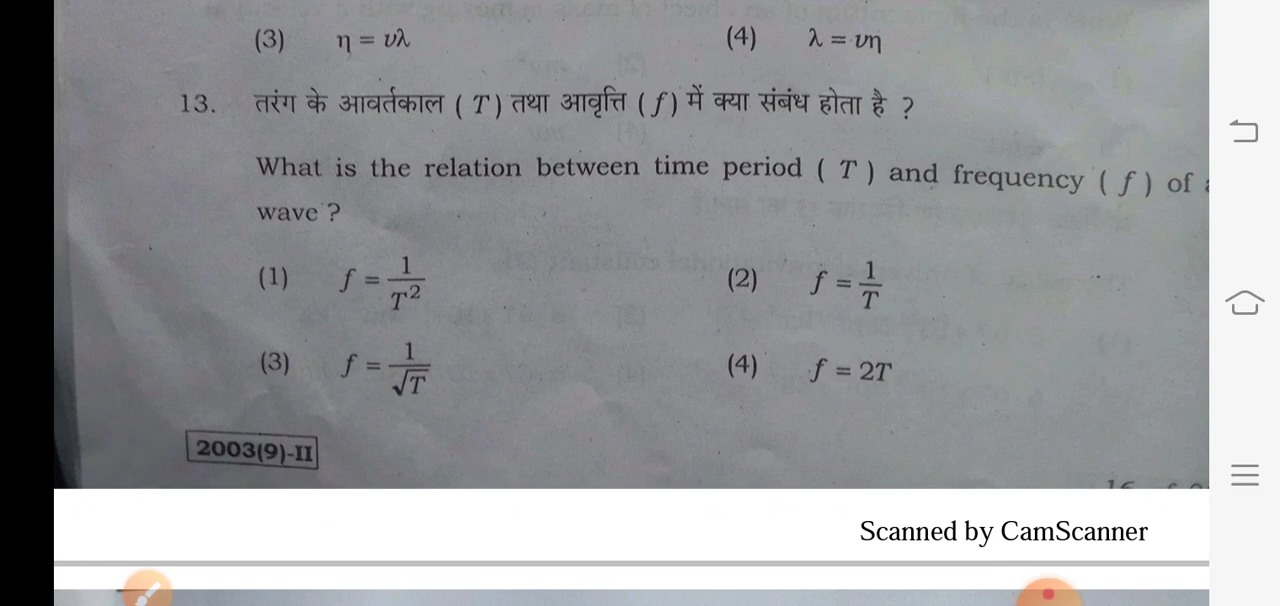 (3) η = υλ (4) λ = υη
13. तरंग के आवर्तकाल ( T ) तथा आवृत्ति ( f ) में क्या संबंध होता है ?
What is the relation between time period ( T ) and frequency ( f ) of
wave ?
(1) f = 1/T² (2) f = 1/T
(3) f = 1/√T (4) f = 2T
2003(9)-II
Scanned by CamScanner